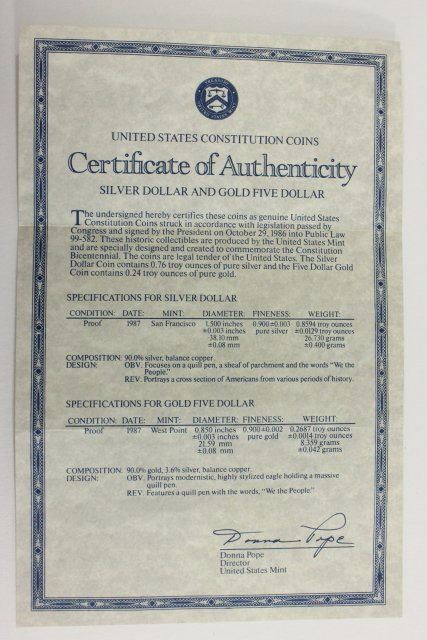 UNITED STATES CONSTITUTION COINS
Certificate of Authenticity
SILVER DOLLAR AND GOLD FIVE DOLLAR
The undersigned hereby certifies these coins as genuine United States
Constitution Coins struck in accordance with legislation passed by
Congress and signed by the President on October 29, 1986 into Public Law
99-582. These historic collectibles are produced by the United States Mint
and are specially designed and created to commemorate the Constitution
Bicentennial. The coins are legal tender of the United States. The Silver
Dollar Coin contains 0.76 troy ounces of pure silver and the Five Dollar Gold
Coin contains 0.24 troy ounces of pure gold.
SPECIFICATIONS FOR SILVER DOLLAR
CONDITION: DATE: MINT: DIAMETER: FINENESS: WEIGHT:
Proof 1987 San Francisco 1.500 inches 0.900±0.003 0.8594 troy ounces
±0.003 inches pure silver ±0.0129 troy ounces
38.10 mm 26.730 grams
±0.08 mm ±0.400 grams
COMPOSITION: 90.0% silver, balance copper.
DESIGN: OBV. Focuses on a quill pen, a sheaf of parchment and the words "We the
People."
REV. Portrays a cross section of Americans from various periods of history.
SPECIFICATIONS FOR GOLD FIVE DOLLAR
CONDITION: DATE: MINT: DIAMETER: FINENESS: WEIGHT:
Proof 1987 West Point 0.850 inches 0.900±0.002 0.2687 troy ounces
±0.003 inches pure gold ±0.0014 troy ounces
21.59 mm 8.359 grams
±0.08 mm ±0.042 grams
COMPOSITION: 90.0% gold, 3.6% silver, balance copper.
DESIGN: OBV. Portrays modernistic, highly stylized eagle holding a massive
quill pen.
REV. Features a quill pen with the words, "We the People."
Donna Pope
Donna Pope
Director
United States Mint